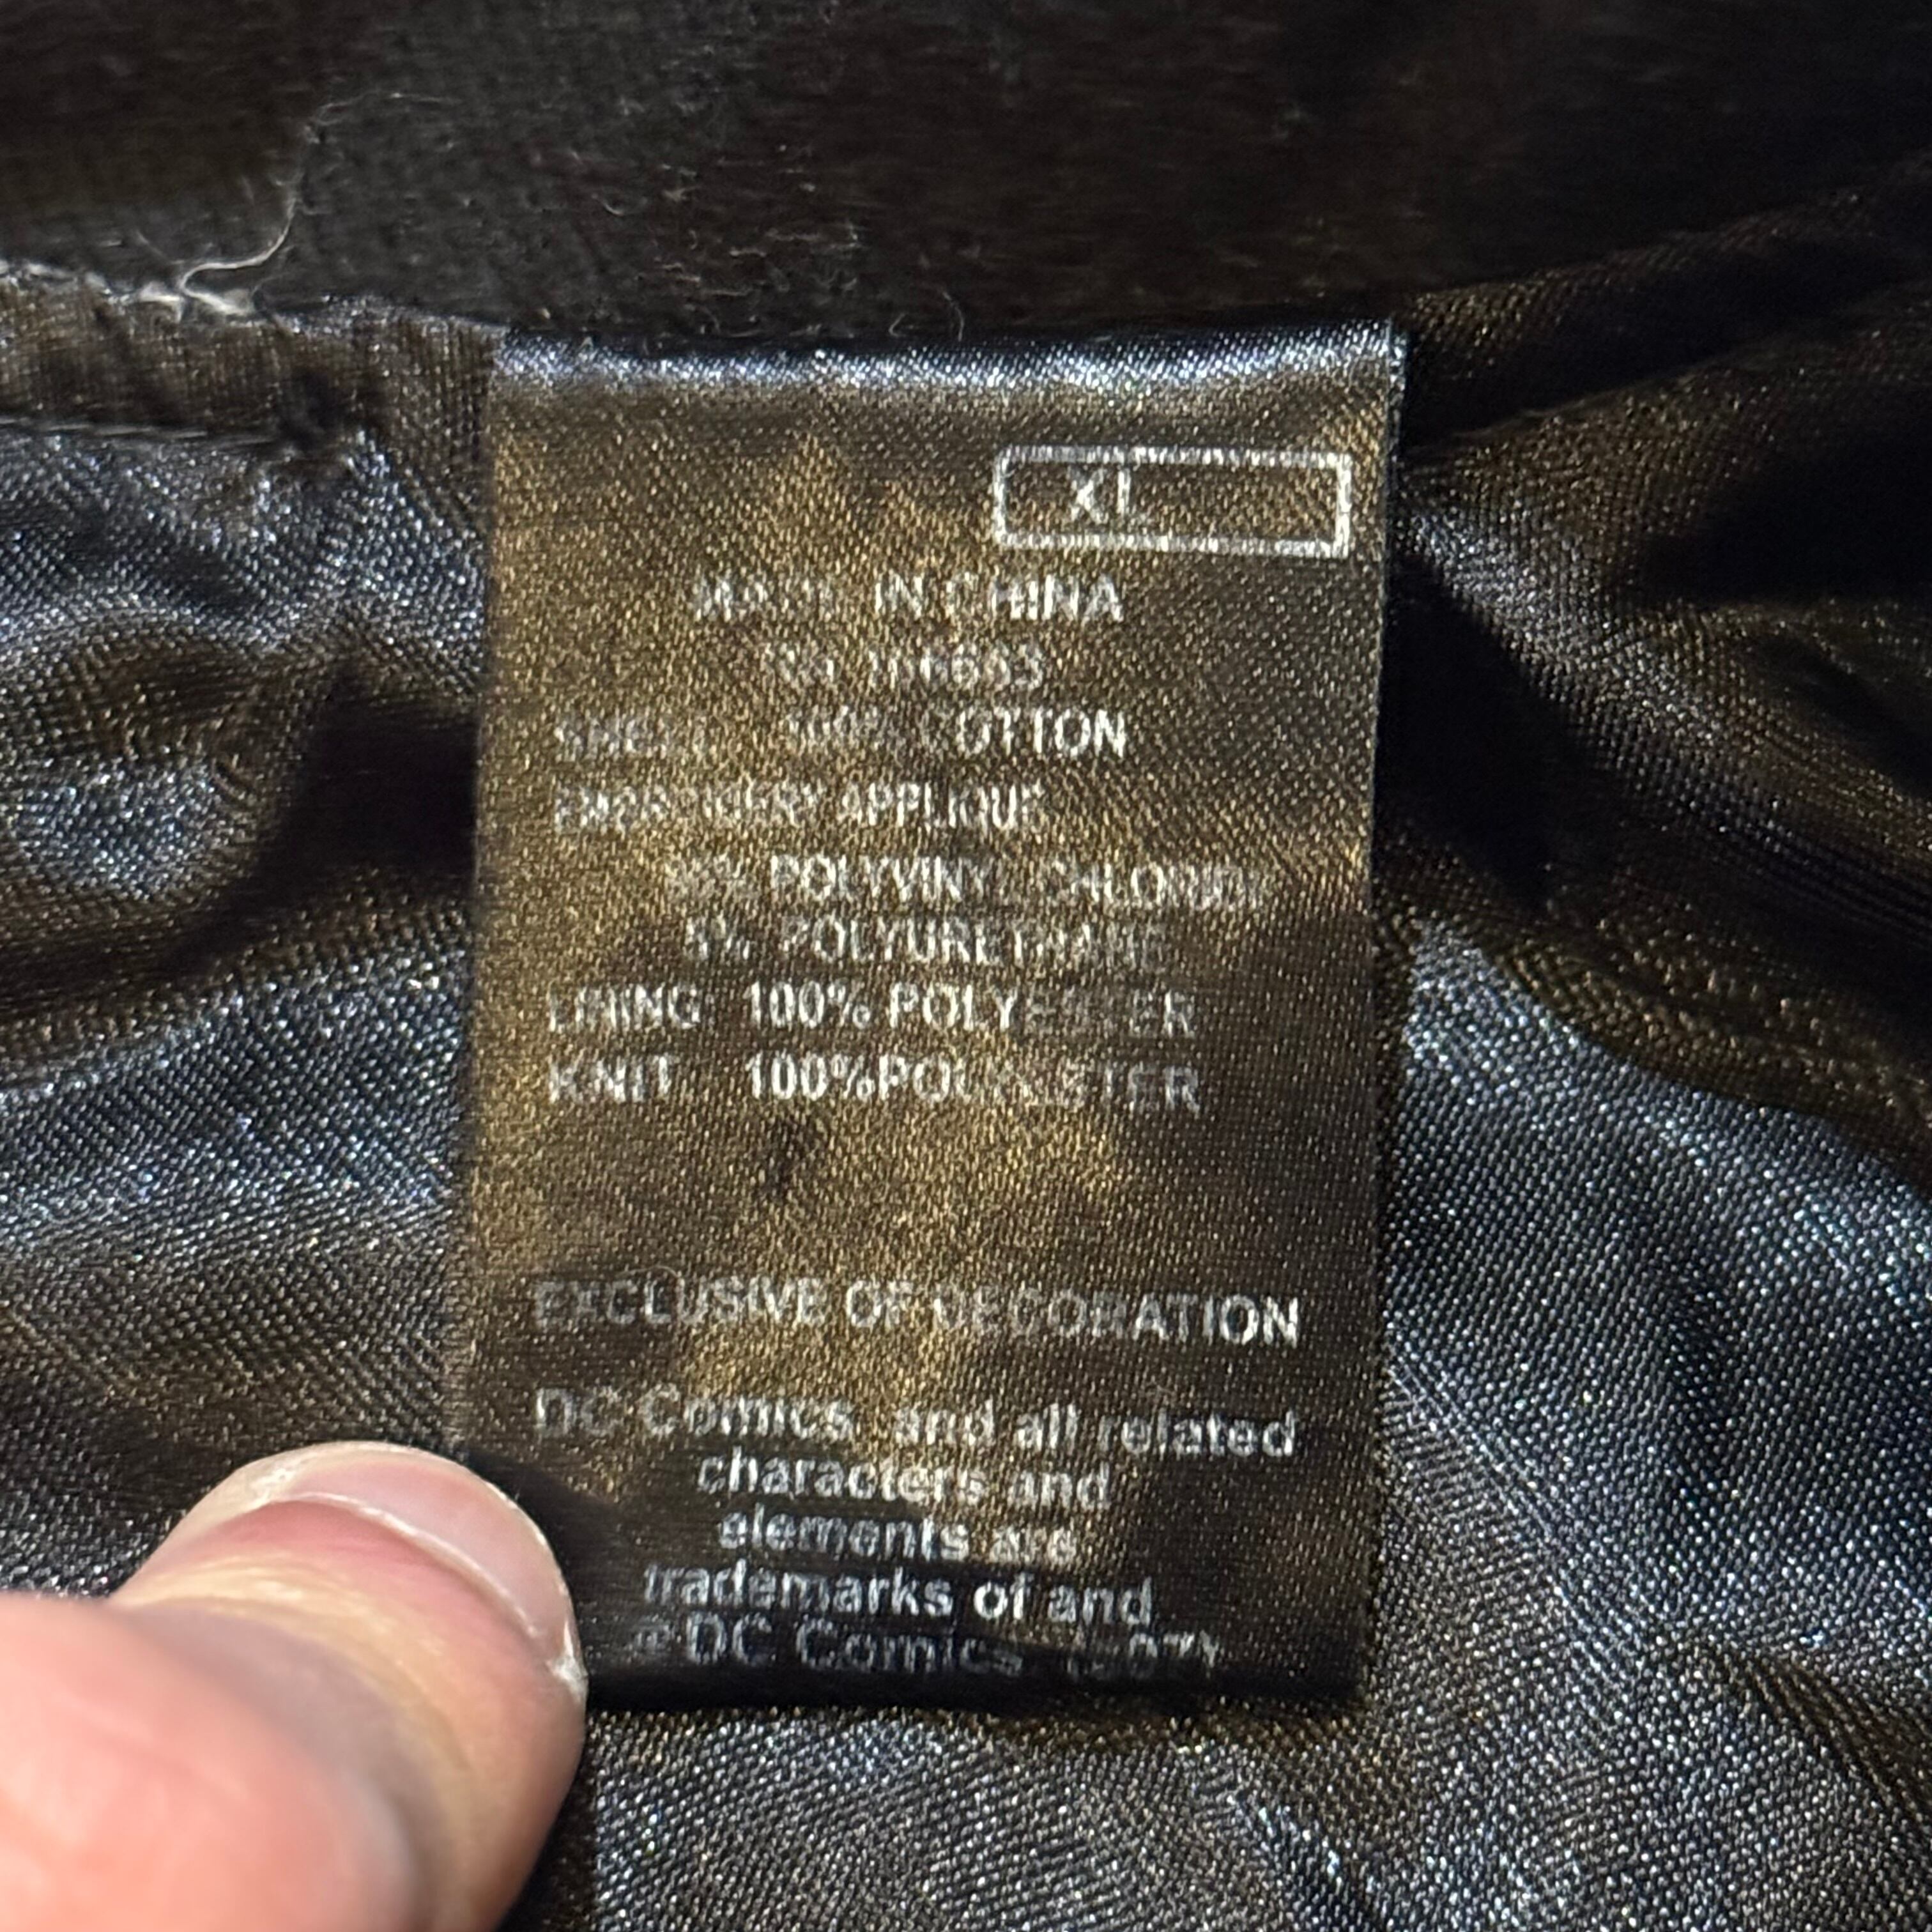 XL
MADE IN CHINA
SHELL 100% COTTON
EMBROIDERY APPLIQUE
POLYVINYL CHLORIDE
5% POLYURETHANE
LINING 100% POLYESTER
KNIT 100%POLYESTER
EXCLUSIVE OF DECORATION
DC Comics and all related
characters and
elements are
trademarks of and
DC Comics